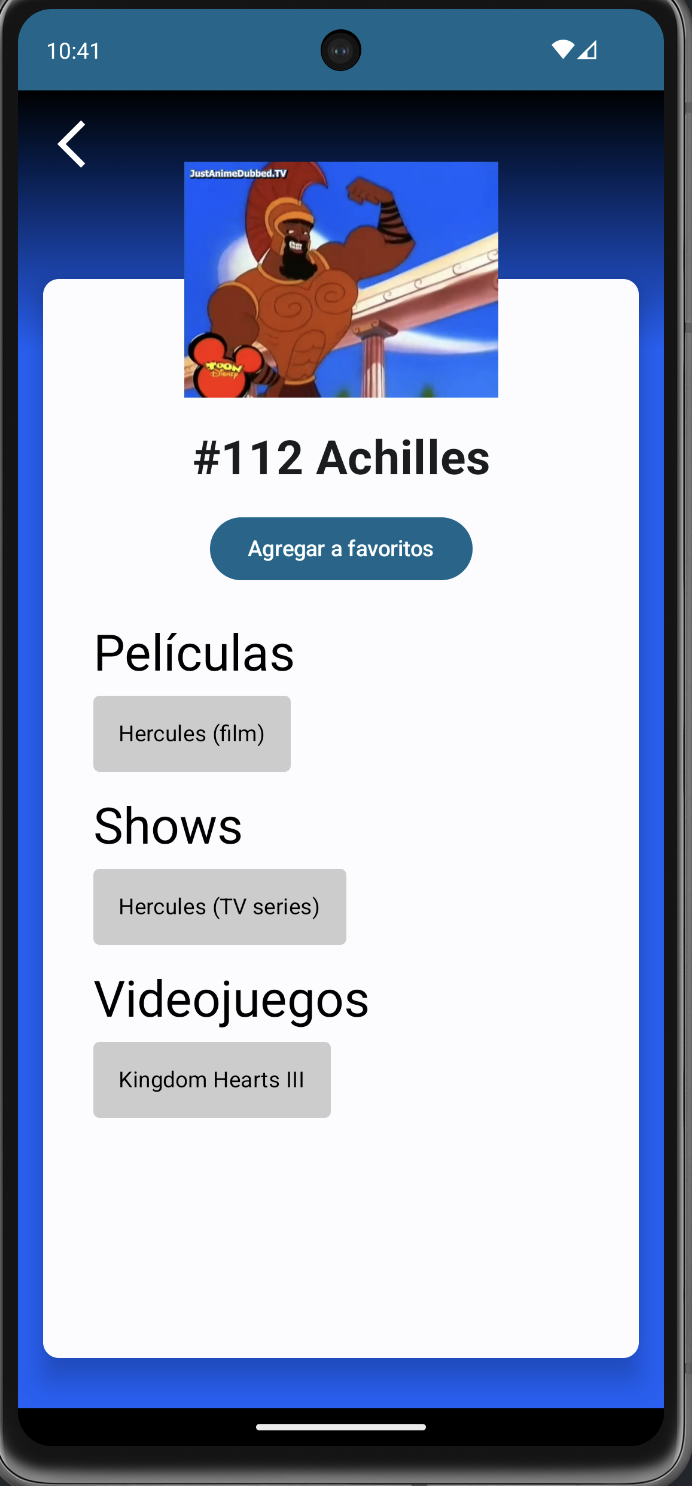 10:41
JustAnimeDubbed.TV
TOON
Disney
#112 Achilles
Agregar a favoritos
Películas
Hercules (film)
Shows
Hercules (TV series)
Videojuegos
Kingdom Hearts III